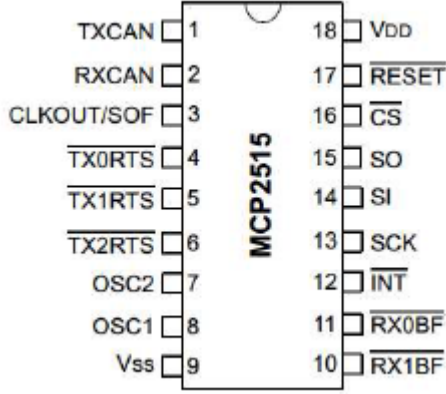 TXCAN 1 18 VDD
RXCAN 2 17 RESET
CLKOUT/SOF 3 16 CS
TX0RTS 4 15 SO
TX1RTS 5 14 SI
TX2RTS 6 13 SCK
OSC2 7 12 INT
OSC1 8 11 RX0BF
Vss 9 10 RX1BF
MCP2515